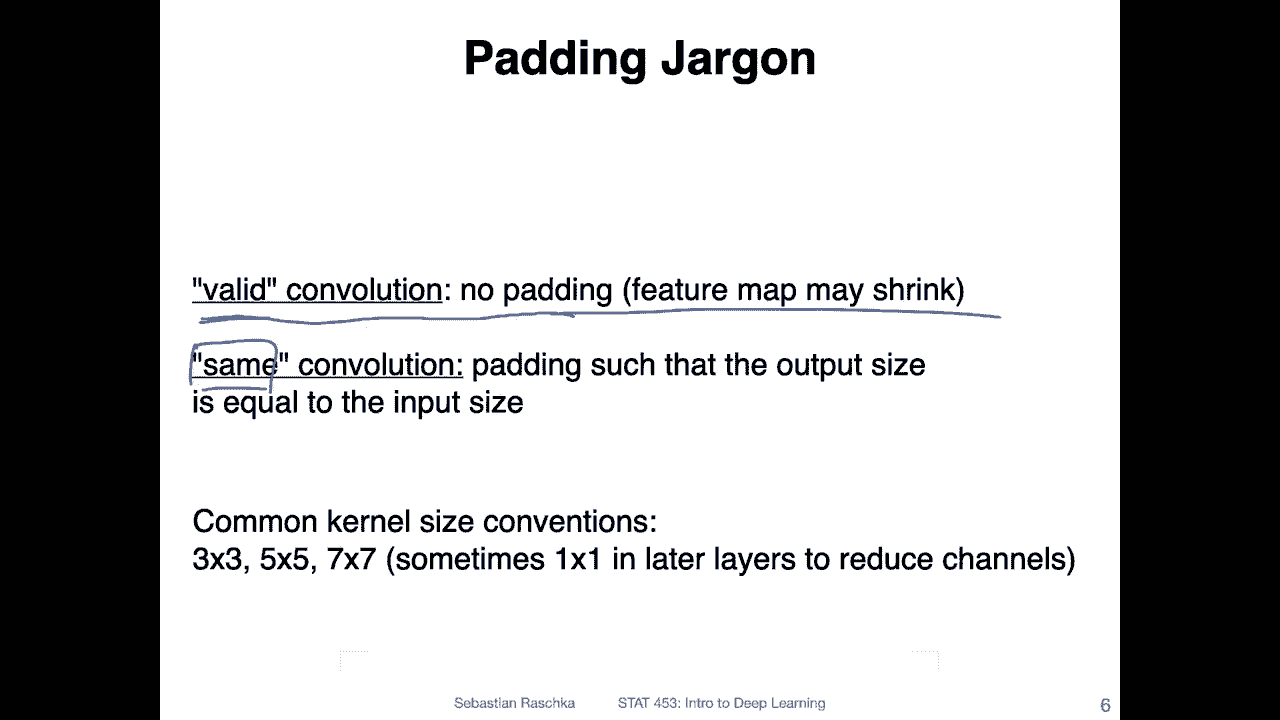 Padding Jargon
"valid" convolution: no padding (feature map may shrink)
"same" convolution: padding such that the output size
is equal to the input size
Common kernel size conventions:
3x3, 5x5, 7x7 (sometimes 1x1 in later layers to reduce channels)
Sebastian Raschka STAT 453: Intro to Deep Learning 6